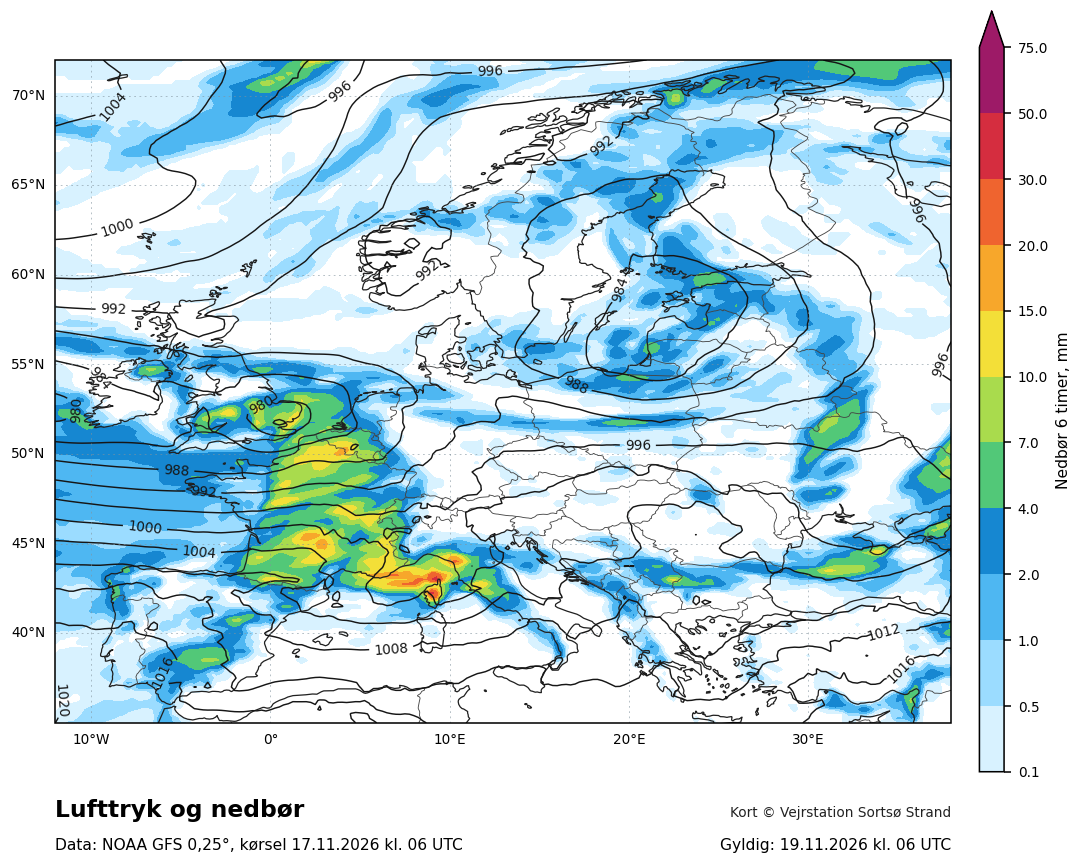 75.0
50.0
30.0
20.0
15.0
10.0
7.0
4.0
2.0
1.0
0.5
0.1
Nedbør 6 timer, mm
70°N
65°N
60°N
55°N
50°N
45°N
40°N
10°W
0°
10°E
20°E
30°E
1004
996
996
992
1000
996
992
984
992
996
984
980
980
988
996
988
992
1000
1004
1008
1012
1016
1016
1020
Lufttryk og nedbør
Kort © Vejrstation Sortsø Strand
Data: NOAA GFS 0,25°, kørsel 17.11.2026 kl. 06 UTC
Gyldig: 19.11.2026 kl. 06 UTC